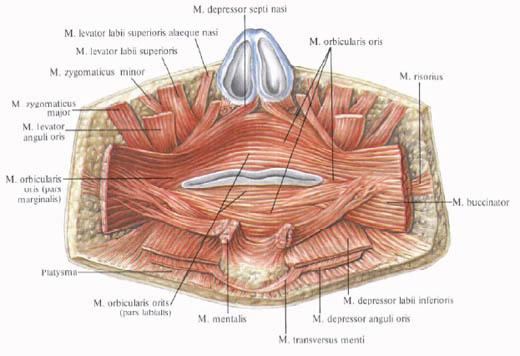 M. depressor septi nasi
M. levator labii superioris alaeque nasi
M. orbicularis oris
M. levator labii superioris
M. zygomaticus minor
M. risorius
M. zygomaticus
major
M. levator
anguli oris
M. orbicularis
oris (pars
marginalis)
M. buccinator
Platysma
M. orbicularis orits
(pars labialis)
M. depressor labii inferioris
M. mentalis
M. depressor anguli oris
M. transversus menti